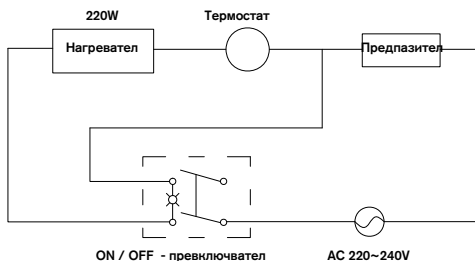 220W
Термостат
Нагревател
Предпазител
ON / OFF - превключвател
AC 220~240V